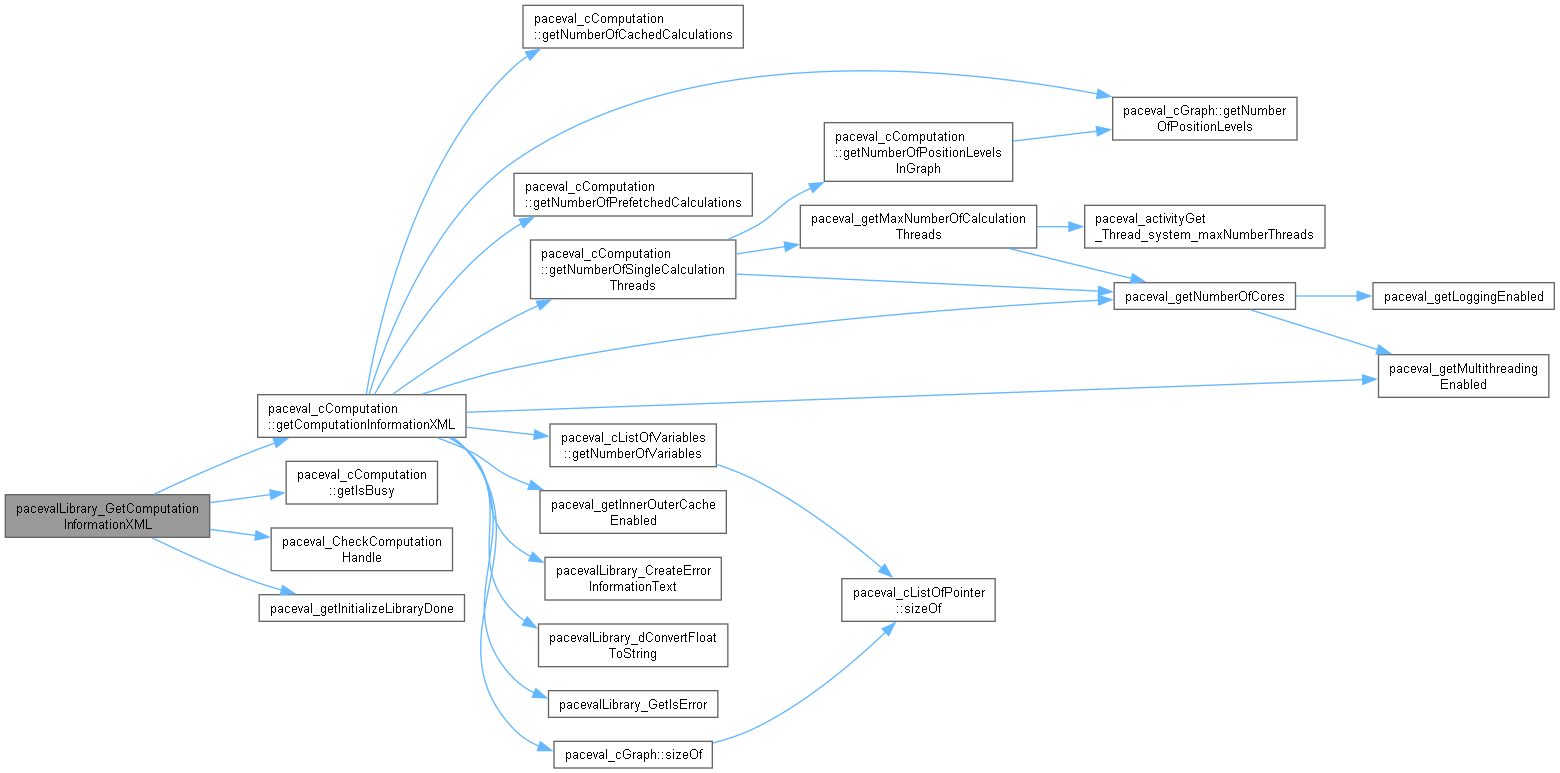 paceval_cComputation
::getNumberOfCachedCalculations
paceval_cGraph::getNumber
OfPositionLevels
paceval_cComputation
::getNumberOfPositionLevels
InGraph
paceval_cComputation
::getNumberOfPrefetchedCalculations
paceval_getMaxNumberOfCalculation
Threads
paceval_activityGet
_Thread_system_maxNumberThreads
paceval_cComputation
::getNumberOfSingleCalculation
Threads
paceval_getNumberOfCores
paceval_getLoggingEnabled
paceval_getMultithreading
Enabled
paceval_cComputation
::getComputationInformationXML
paceval_cListOfVariables
::getNumberOfVariables
paceval_cComputation
::getIsBusy
pacevalLibrary_GetComputation
InformationXML
paceval_getInnerOuterCache
Enabled
paceval_CheckComputation
Handle
pacevalLibrary_CreateError
InformationText
paceval_cListOfPointer
::sizeOf
paceval_getInitializeLibraryDone
pacevalLibrary_dConvertFloat
ToString
pacevalLibrary_GetIsError
paceval_cGraph::sizeOf